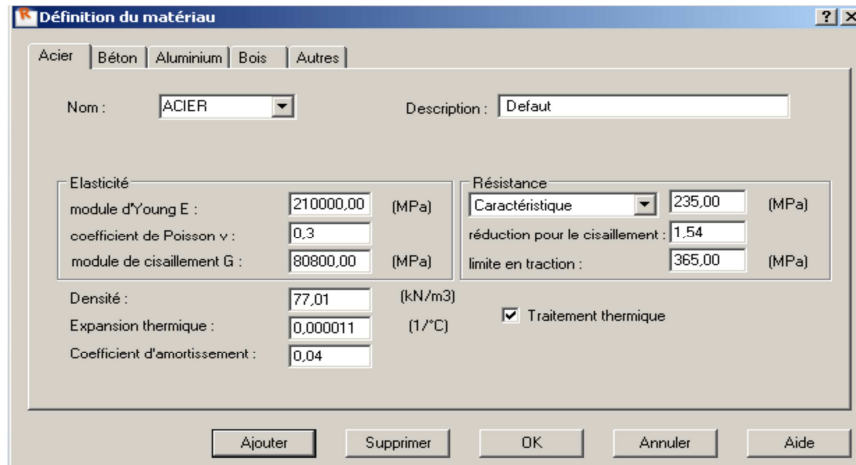 Définition du matériau
Acier Béton Aluminium Bois Autres
Nom : ACIER Description : Defaut
Elasticité
module d'Young E : 210000,00 (MPa)
coefficient de Poisson ν : 0,3
module de cisaillement G : 80800,00 (MPa)
Résistance
Caractéristique 235,00 (MPa)
réduction pour le cisaillement : 1,54
limite en traction : 365,00 (MPa)
Densité : 77,01 (kN/m3)
Expansion thermique : 0,000011 (1/°C)
Coefficient d'amortissement : 0,04
Traitement thermique
Ajouter Supprimer OK Annuler Aide